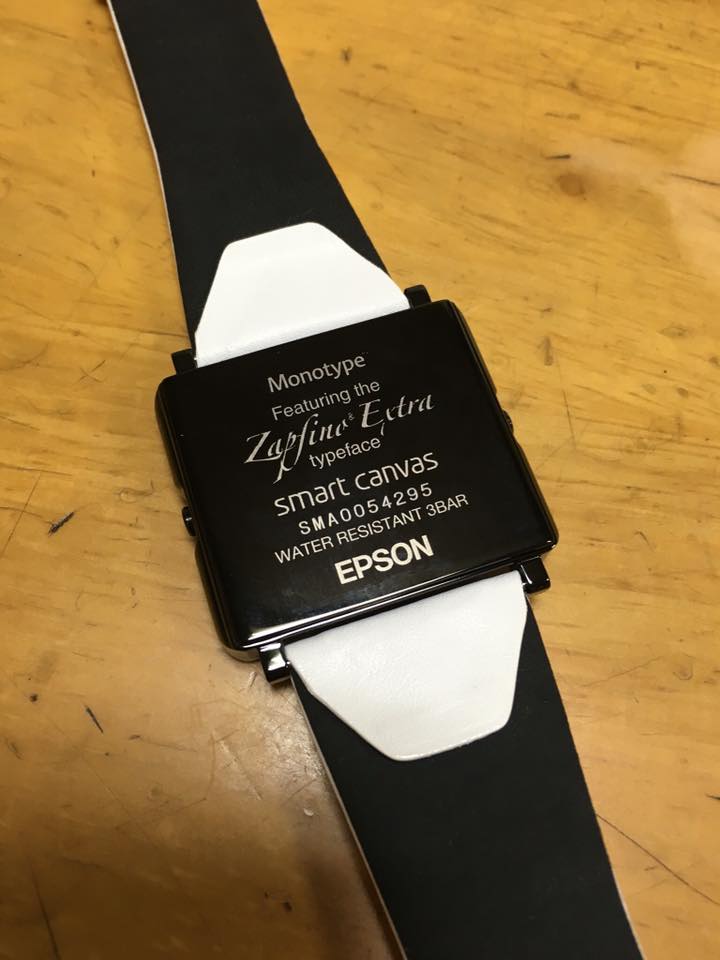 Monotype
Featuring the
Zapfino & Extra
typeface
smart canvas
SMA0054295
WATER RESISTANT 3BAR
EPSON